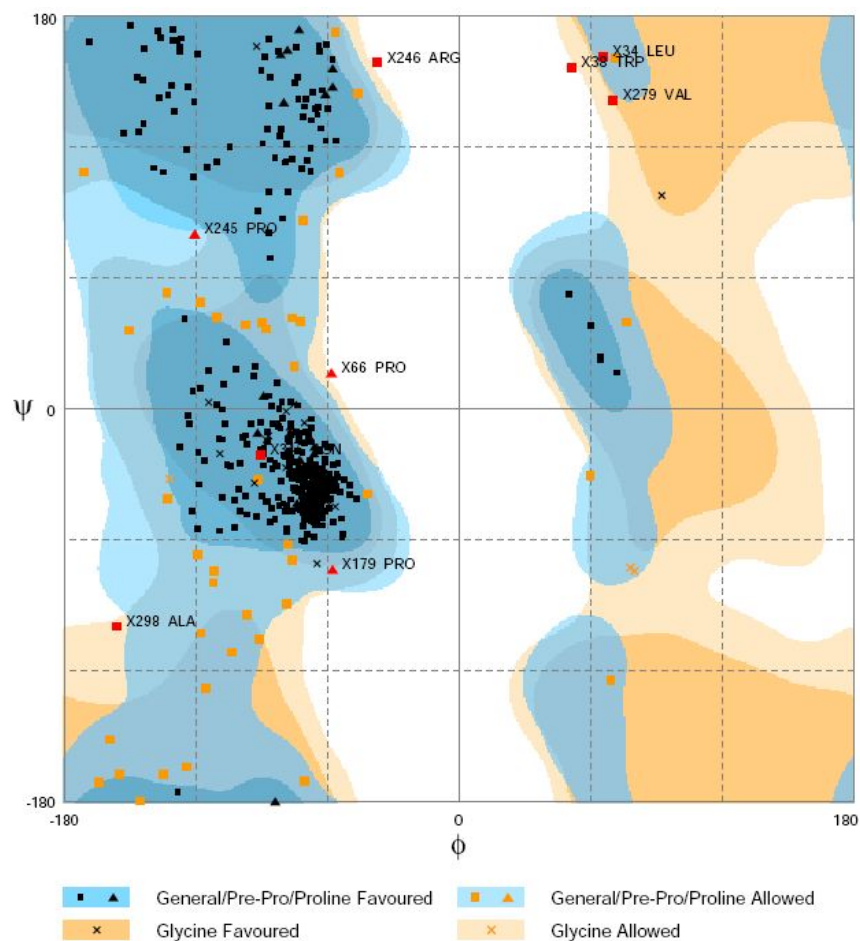 180
X246 ARG
X34 LEU
X38 TRP
X279 VAL
X245 PRO
X66 PRO
ψ
0
X179 PRO
X298 ALA
-180
-180
0
180
ϕ
General/Pre-Pro/Proline Favoured
General/Pre-Pro/Proline Allowed
Glycine Favoured
Glycine Allowed